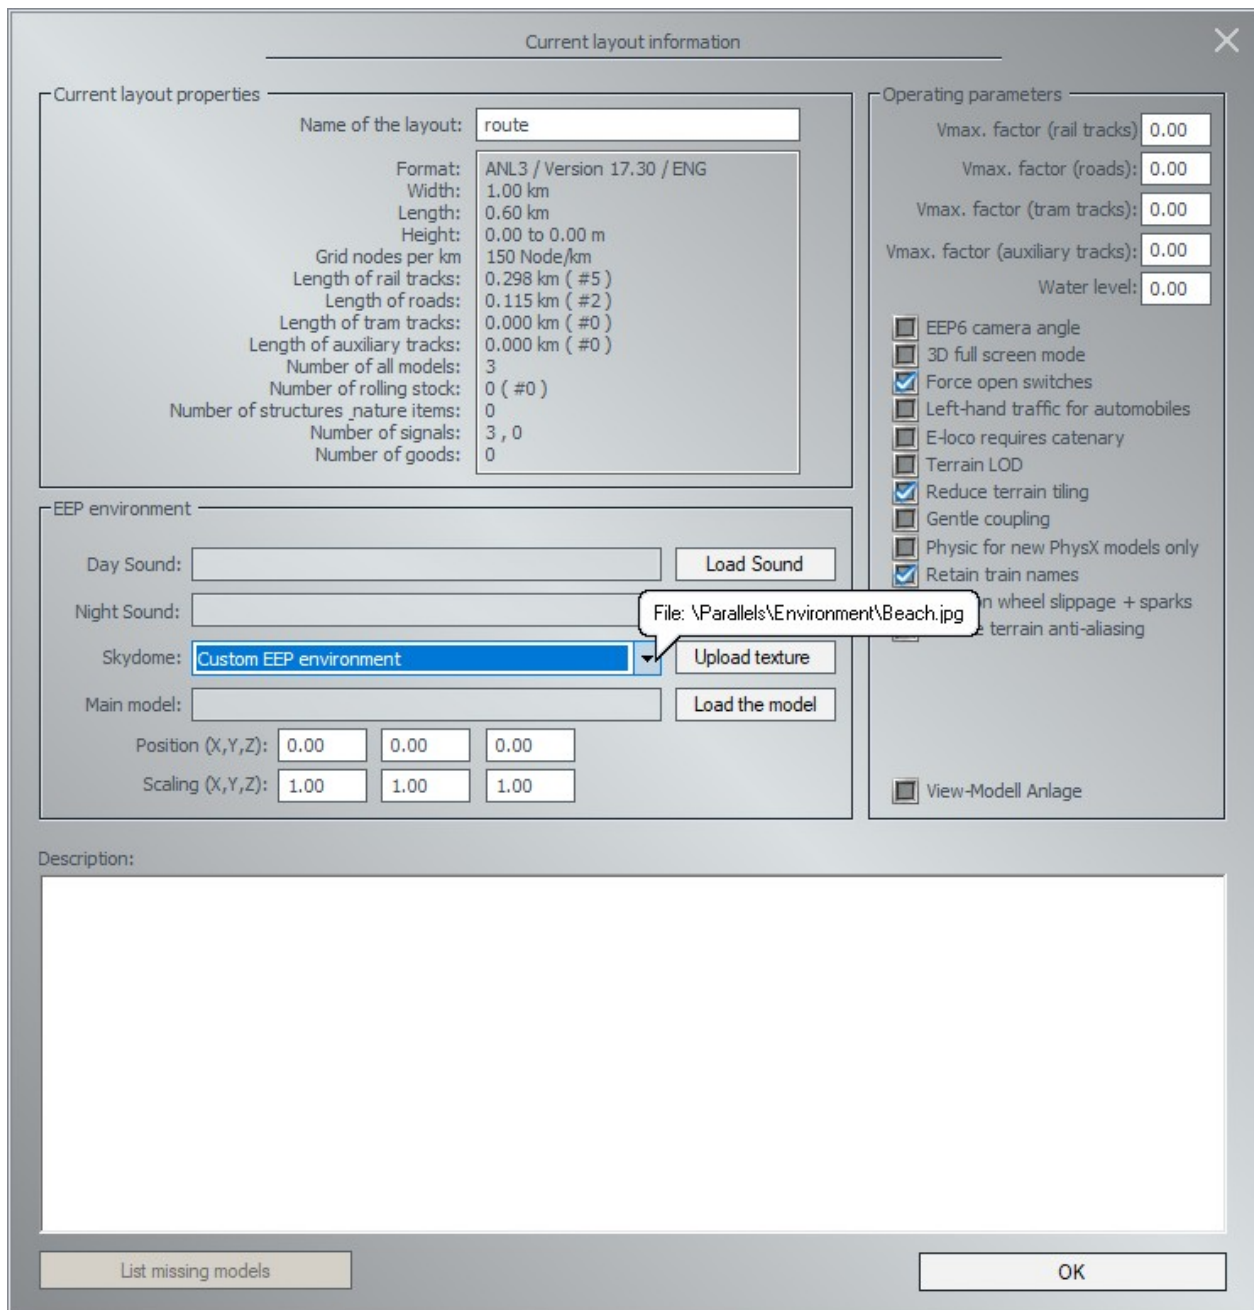 Current layout information
Current layout properties
Name of the layout: route
Format: ANL3 / Version 17.30 / ENG
Width: 1.00 km
Length: 0.60 km
Height: 0.00 to 0.00 m
Grid nodes per km 150 Node/km
Length of rail tracks: 0.298 km ( #5 )
Length of roads: 0.115 km ( #2 )
Length of tram tracks: 0.000 km ( #0 )
Length of auxiliary tracks: 0.000 km ( #0 )
Number of all models: 3
Number of rolling stock: 0 ( #0 )
Number of structures_nature items: 0
Number of signals: 3 , 0
Number of goods: 0
EEP environment
Day Sound: Load Sound
Night Sound:
File: \Parallels\Environment\Beach.jpg
Skydome: Custom EEP environment Upload texture
Main model: Load the model
Position (X,Y,Z): 0.00 0.00 0.00
Scaling (X,Y,Z): 1.00 1.00 1.00
Operating parameters
Vmax. factor (rail tracks) 0.00
Vmax. factor (roads): 0.00
Vmax. factor (tram tracks): 0.00
Vmax. factor (auxiliary tracks): 0.00
Water level: 0.00
EEP6 camera angle
3D full screen mode
Force open switches
Left-hand traffic for automobiles
E-loco requires catenary
Terrain LOD
Reduce terrain tiling
Gentle coupling
Physic for new PhysX models only
Retain train names
wheel slippage + sparks
terrain anti-aliasing
View-Modell Anlage
Description:
List missing models
OK